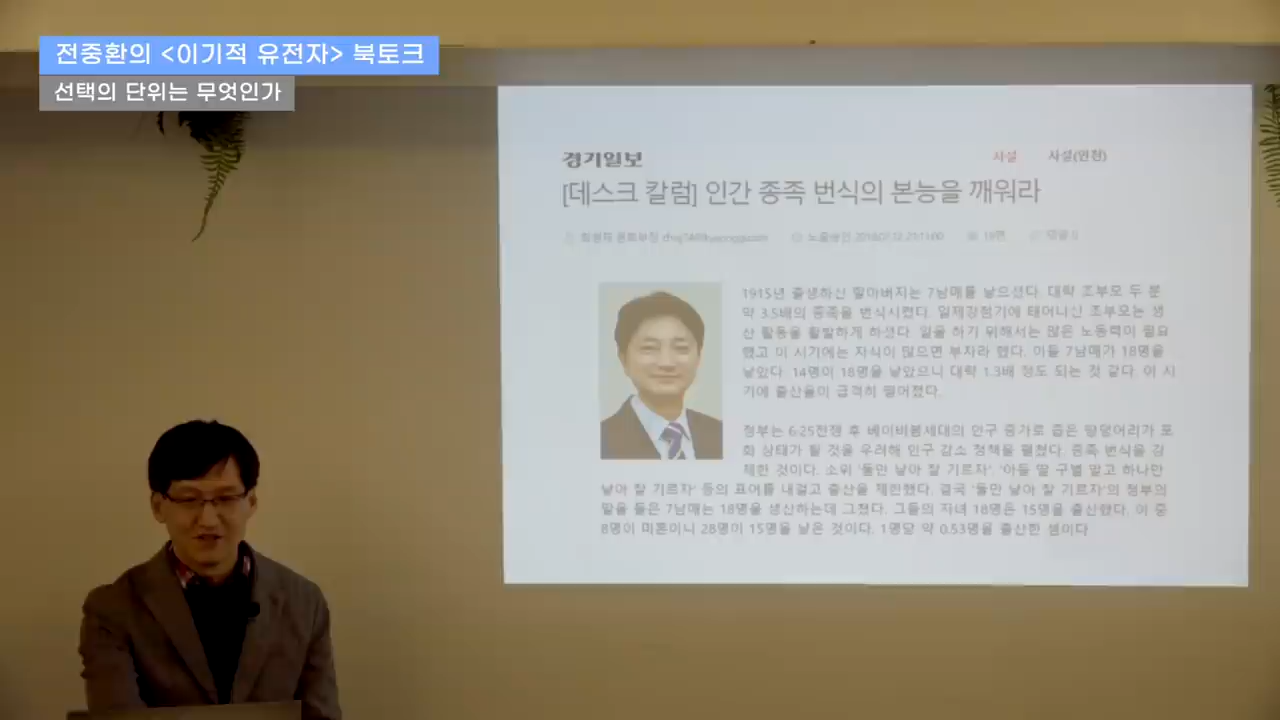 전중환의 <이기적 유전자> 북토크
선택의 단위는 무엇인가
경기일보
사설 사설(인천)
[데스크 칼럼] 인간 종족 번식의 본능을 깨워라
1915년 출생하신 할아버지는 7남매를 낳으셨다. 대략 조부모 두 분
약 3.5배의 종족을 번식시켰다. 일제강점기에 태어나신 조부모는 생
산 활동을 활발하게 하셨다. 일을 하기 위해서는 많은 노동력이 필요
했고 이 시기에는 자식이 많으면 부자라 했다. 이들 7남매가 18명을
낳았다. 14명이 18명을 낳았으니 대략 1.3배 정도 되는 것 같다. 이 시
기에 출산율이 급격히 떨어졌다.
정부는 6·25전쟁 후 베이비붐세대의 인구 증가로 좁은 땅덩어리가 포
화 상태가 될 것을 우려해 인구 감소 정책을 펼쳤다. 종족 번식을 강
제한 것이다. 소위 '둘만 낳아 잘 기르자', '아들 딸 구별 말고 하나만
낳아 잘 기르자' 등의 표어를 내걸고 출산을 제한했다. 결국 '둘만 낳아 잘 기르자'의 정부의
말을 들은 7남매는 18명을 생산하는데 그쳤다. 그들의 자녀 18명은 15명을 출산했다. 이 중
8명이 미혼이니 28명이 15명을 낳은 것이다. 1명당 약 0.53명을 출산한 셈이다